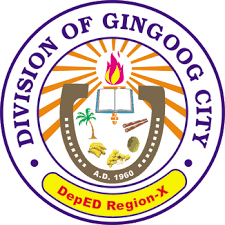 DIVISION OF GINGOOG CITY
A.D. 1960
DepED Region-X